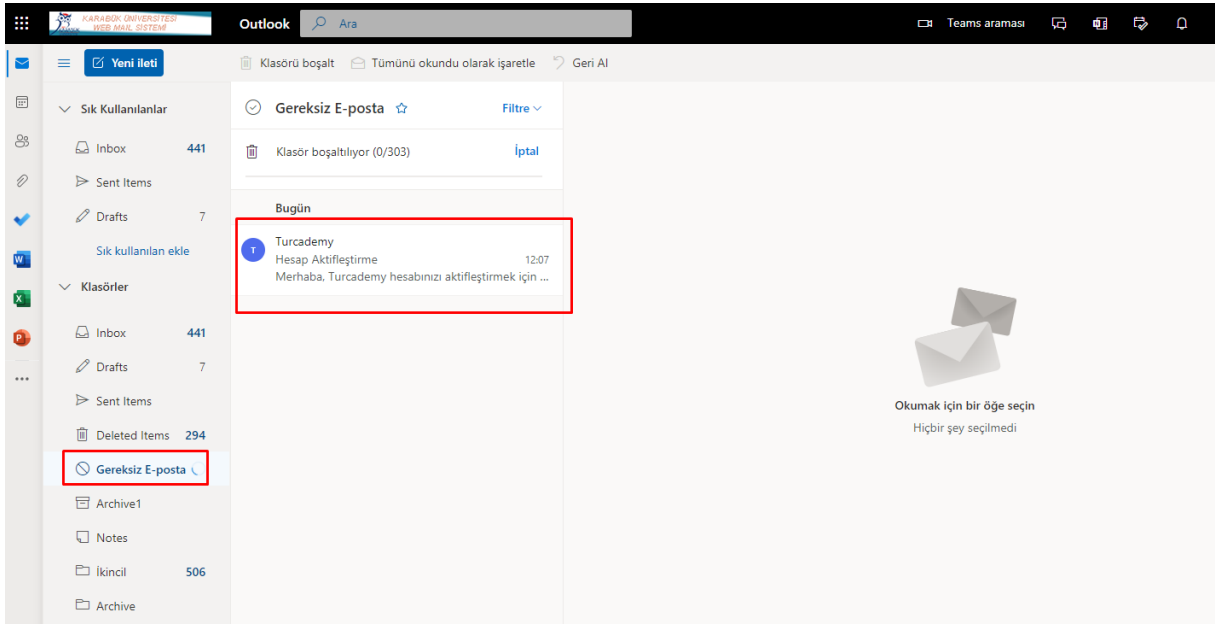 KARABÜK ÜNİVERSİTESİ
WEB MAIL SİSTEMİ
Outlook
Ara
Teams araması
Yeni ileti
Klasörü boşalt
Tümünü okundu olarak işaretle
Geri Al
Sık Kullanılanlar
Inbox 441
Sent Items
Drafts 7
Sık kullanılan ekle
Klasörler
Inbox 441
Drafts 7
Sent Items
Deleted Items 294
Gereksiz E-posta
Archive1
Notes
İkincil 506
Archive
Gereksiz E-posta
Filtre
Klasör boşaltılıyor (0/303)
İptal
Bugün
T
Turcademy
Hesap Aktifleştirme 12:07
Merhaba, Turcademy hesabınızı aktifleştirmek için ...
Okumak için bir öğe seçin
Hiçbir şey seçilmedi